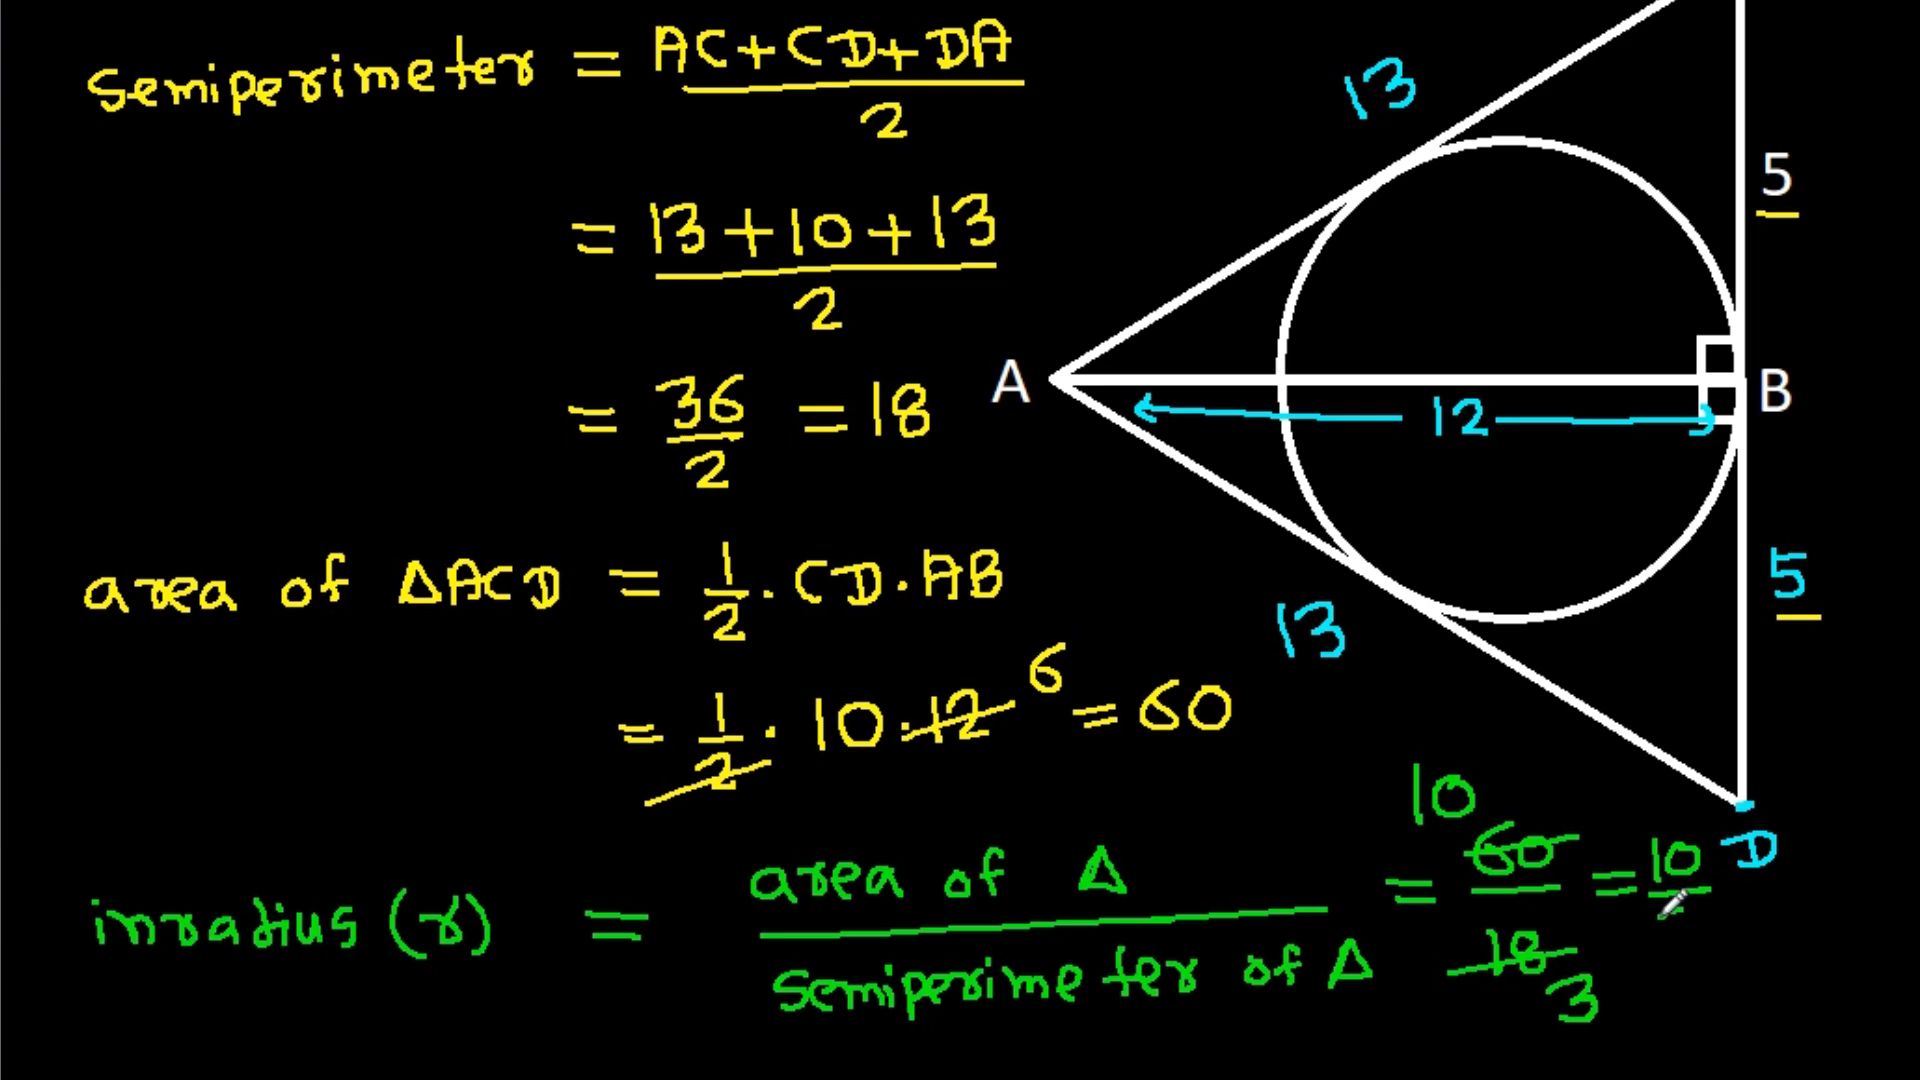 semiperimeter = AC+CD+DA / 2
= 13+10+13 / 2
= 36/2 = 18
area of ΔACD = 1/2 . CD . AB
= 1/2 . 10 . 12 6 = 60
inradius (r) = area of Δ / semiperimeter of Δ = 10 60 / 18 3 = 10
13
5
A
B
12
5
13
D